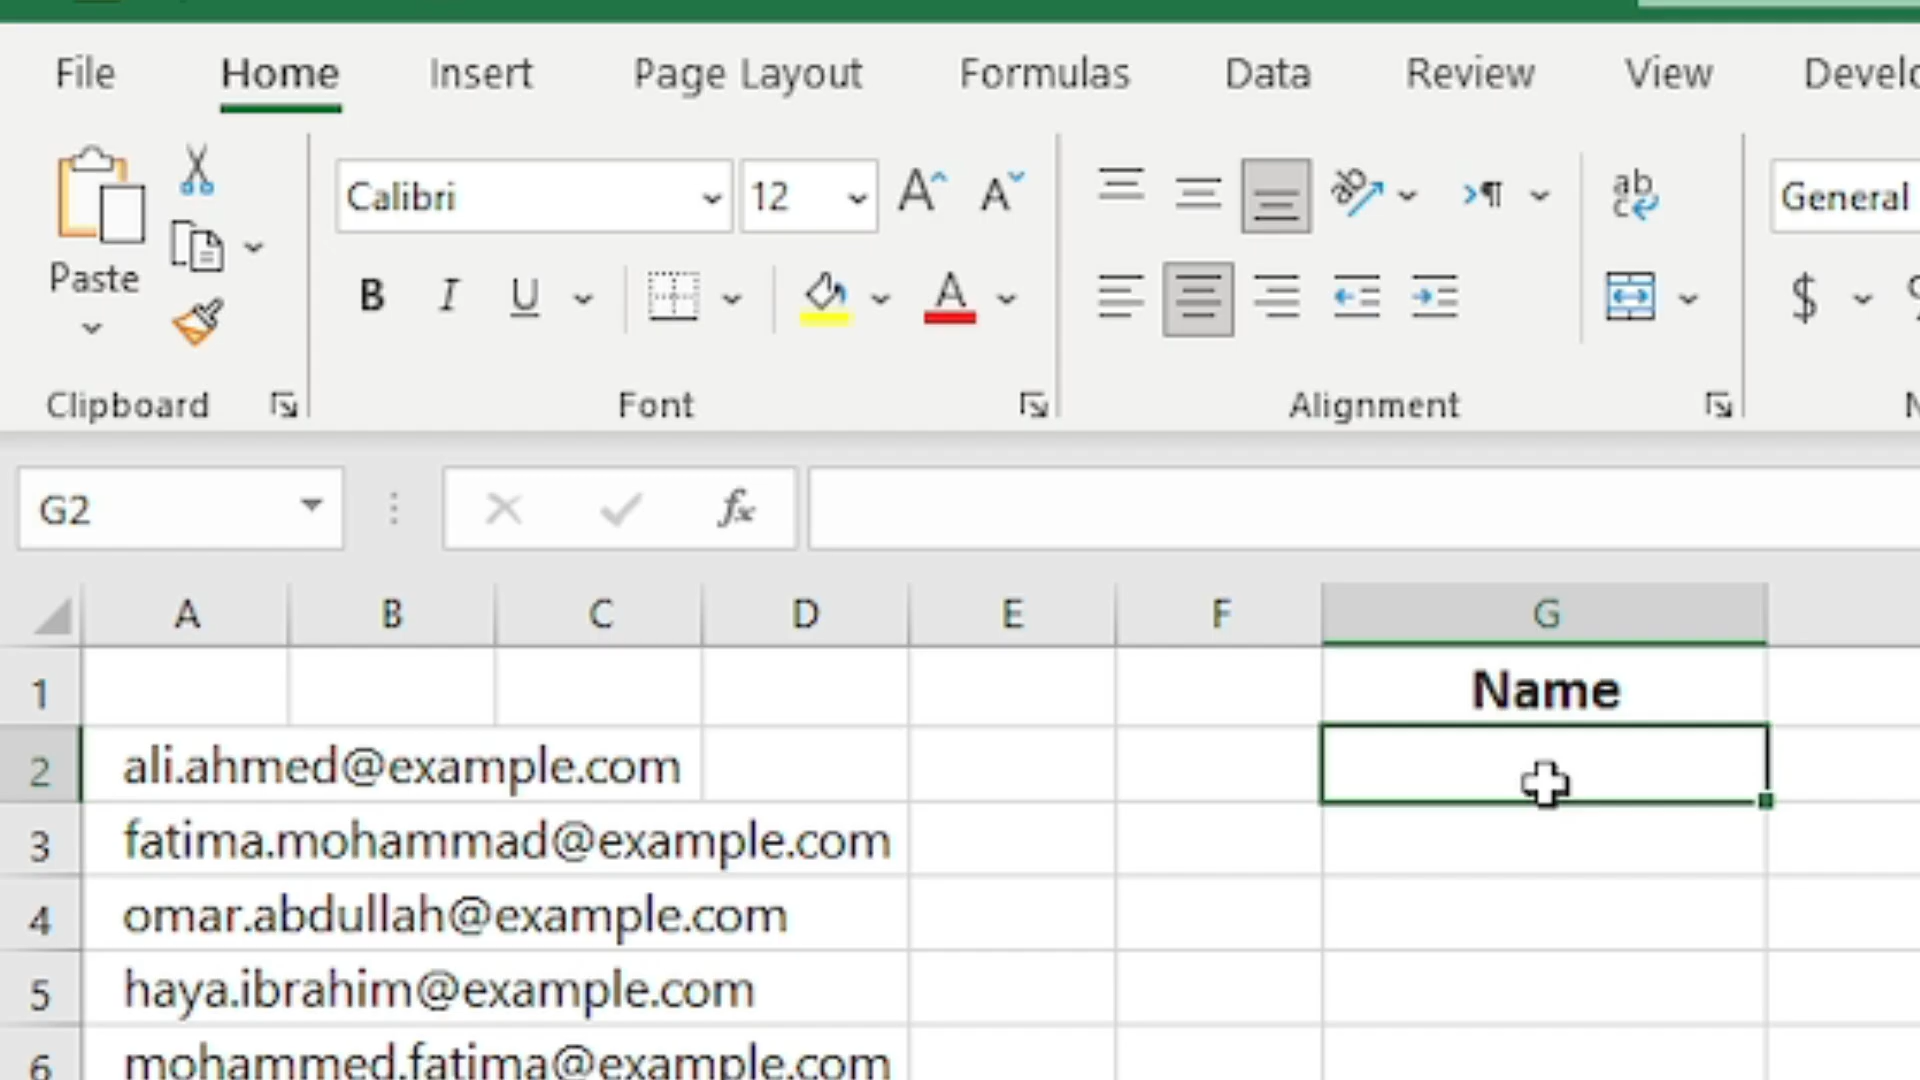 File Home Insert Page Layout Formulas Data Review View
Paste
Calibri 12
General
B I U A
Clipboard Font Alignment
G2 fx
A B C D E F G
1 Name
2 ali.ahmed@example.com
3 fatima.mohammad@example.com
4 omar.abdullah@example.com
5 haya.ibrahim@example.com
6 mohammed.fatima@example.com